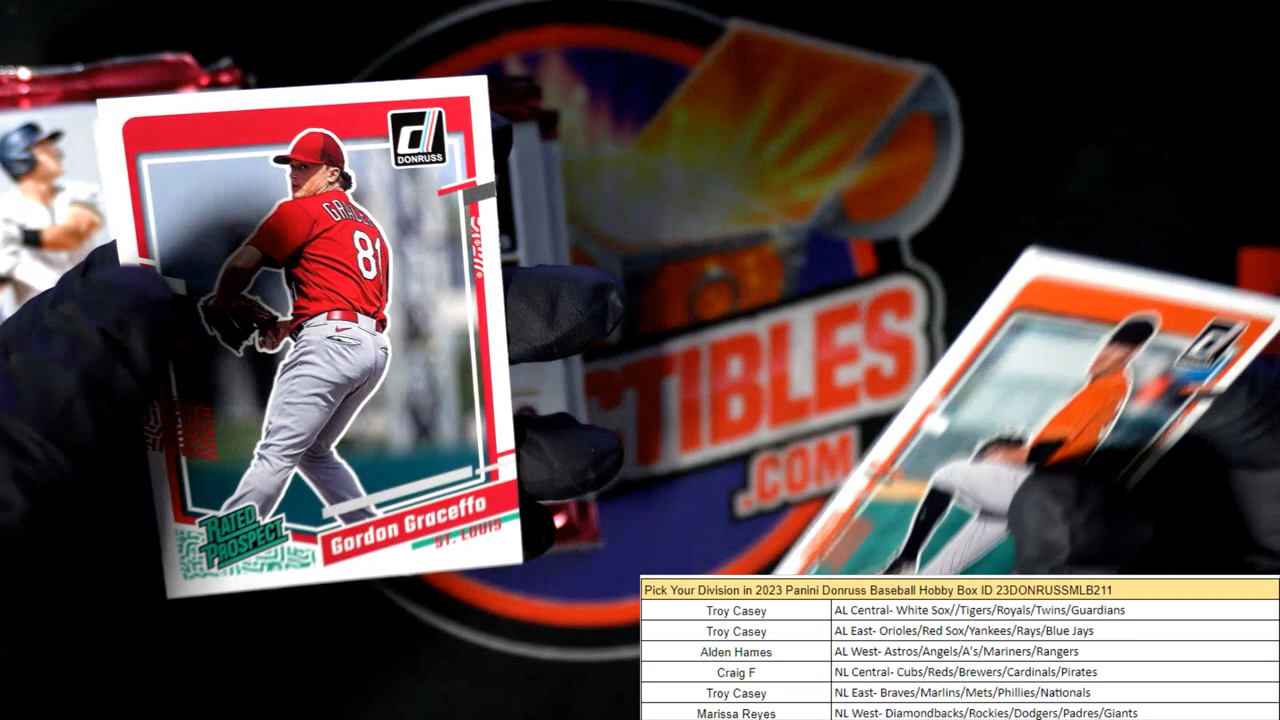 DONRUSS
GRAC
81
RATED
PROSPECT
Gordon Graceffo
ST. LOUIS
CTIBLES
.COM
Pick Your Division in 2023 Panini Donruss Baseball Hobby Box ID 23DONRUSSMLB211
Troy Casey AL Central- White Sox//Tigers/Royals/Twins/Guardians
Troy Casey AL East- Orioles/Red Sox/Yankees/Rays/Blue Jays
Alden Hames AL West- Astros/Angels/A's/Mariners/Rangers
Craig F NL Central- Cubs/Reds/Brewers/Cardinals/Pirates
Troy Casey NL East- Braves/Marlins/Mets/Phillies/Nationals
Marissa Reyes NL West- Diamondbacks/Rockies/Dodgers/Padres/Giants